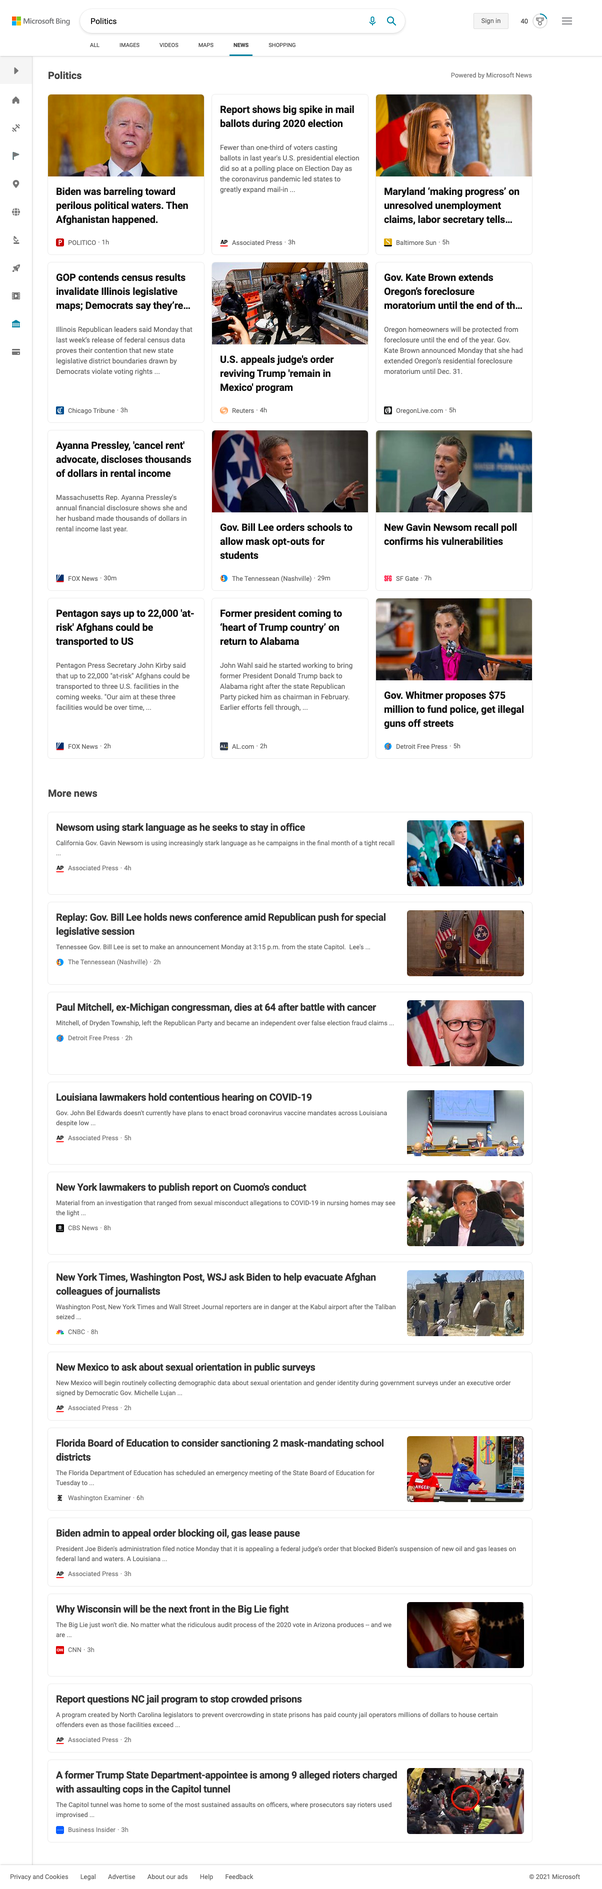 Microsoft Bing
Politics
Sign in
40
ALL
IMAGES
VIDEOS
MAPS
NEWS
SHOPPING
Politics
Powered by Microsoft News
Biden was barreling toward
perilous political waters. Then
Afghanistan happened.
POLITICO · 1h
Report shows big spike in mail
ballots during 2020 election
Fewer than one-third of voters casting
ballots in last year's U.S. presidential election
did so at a polling place on Election Day as
the coronavirus pandemic led states to
greatly expand mail-in ...
AP Associated Press · 3h
Maryland 'making progress' on
unresolved unemployment
claims, labor secretary tells…
Baltimore Sun · 5h
GOP contends census results
invalidate Illinois legislative
maps; Democrats say they're…
Illinois Republican leaders said Monday that
last week's release of federal census data
proves their contention that new state
legislative district boundaries drawn by
Democrats violate voting rights ...
Chicago Tribune · 3h
U.S. appeals judge's order
reviving Trump 'remain in
Mexico' program
Reuters · 4h
Gov. Kate Brown extends
Oregon's foreclosure
moratorium until the end of th…
Oregon homeowners will be protected from
foreclosure until the end of the year. Gov.
Kate Brown announced Monday that she had
extended Oregon's residential foreclosure
moratorium until Dec. 31.
OregonLive.com · 5h
Ayanna Pressley, 'cancel rent'
advocate, discloses thousands
of dollars in rental income
Massachusetts Rep. Ayanna Pressley's
annual financial disclosure shows she and
her husband made thousands of dollars in
rental income last year.
FOX News · 30m
Gov. Bill Lee orders schools to
allow mask opt-outs for
students
The Tennessean (Nashville) · 29m
New Gavin Newsom recall poll
confirms his vulnerabilities
SF Gate · 7h
Pentagon says up to 22,000 'at-
risk' Afghans could be
transported to US
Pentagon Press Secretary John Kirby said
that up to 22,000 "at-risk" Afghans could be
transported to three U.S. facilities in the
coming weeks. "Our aim at these three
facilities would be over time, ...
FOX News · 2h
Former president coming to
'heart of Trump country' on
return to Alabama
John Wahl said he started working to bring
former President Donald Trump back to
Alabama right after the state Republican
Party picked him as chairman in February.
Earlier efforts fell through, ...
AL.com · 2h
Gov. Whitmer proposes $75
million to fund police, get illegal
guns off streets
Detroit Free Press · 5h
More news
Newsom using stark language as he seeks to stay in office
California Gov. Gavin Newsom is using increasingly stark language as he campaigns in the final month of a tight recall
...
AP Associated Press · 4h
Replay: Gov. Bill Lee holds news conference amid Republican push for special
legislative session
Tennessee Gov. Bill Lee is set to make an announcement Monday at 3:15 p.m. from the state Capitol. Lee's ...
The Tennessean (Nashville) · 2h
Paul Mitchell, ex-Michigan congressman, dies at 64 after battle with cancer
Mitchell, of Dryden Township, left the Republican Party and became an independent over false election fraud claims ...
Detroit Free Press · 2h
Louisiana lawmakers hold contentious hearing on COVID-19
Gov. John Bel Edwards doesn't currently have plans to enact broad coronavirus vaccine mandates across Louisiana
despite low ...
AP Associated Press · 5h
New York lawmakers to publish report on Cuomo's conduct
Material from an investigation that ranged from sexual misconduct allegations to COVID-19 in nursing homes may see
the light ...
CBS News · 8h
New York Times, Washington Post, WSJ ask Biden to help evacuate Afghan
colleagues of journalists
Washington Post, New York Times and Wall Street Journal reporters are in danger at the Kabul airport after the Taliban
seized ...
CNBC · 8h
New Mexico to ask about sexual orientation in public surveys
New Mexico will begin routinely collecting demographic data about sexual orientation and gender identity during government surveys under an executive order
signed by Democratic Gov. Michelle Lujan ...
AP Associated Press · 2h
Florida Board of Education to consider sanctioning 2 mask-mandating school
districts
The Florida Department of Education has scheduled an emergency meeting of the State Board of Education for
Tuesday to ...
Washington Examiner · 6h
Biden admin to appeal order blocking oil, gas lease pause
President Joe Biden's administration filed notice Monday that it is appealing a federal judge's order that blocked Biden's suspension of new oil and gas leases on
federal land and waters. A Louisiana ...
AP Associated Press · 3h
Why Wisconsin will be the next front in the Big Lie fight
The Big Lie just won't die. No matter what the ridiculous audit process of the 2020 vote in Arizona produces -- and we
are ...
CNN · 3h
Report questions NC jail program to stop crowded prisons
A program created by North Carolina legislators to prevent overcrowding in state prisons has paid county jail operators millions of dollars to house certain
offenders even as those facilities exceed ...
AP Associated Press · 2h
A former Trump State Department-appointee is among 9 alleged rioters charged
with assaulting cops in the Capitol tunnel
The Capitol tunnel was home to some of the most sustained assaults on officers, where prosecutors say rioters used
improvised ...
Business Insider · 3h
Privacy and Cookies
Legal
Advertise
About our ads
Help
Feedback
© 2021 Microsoft